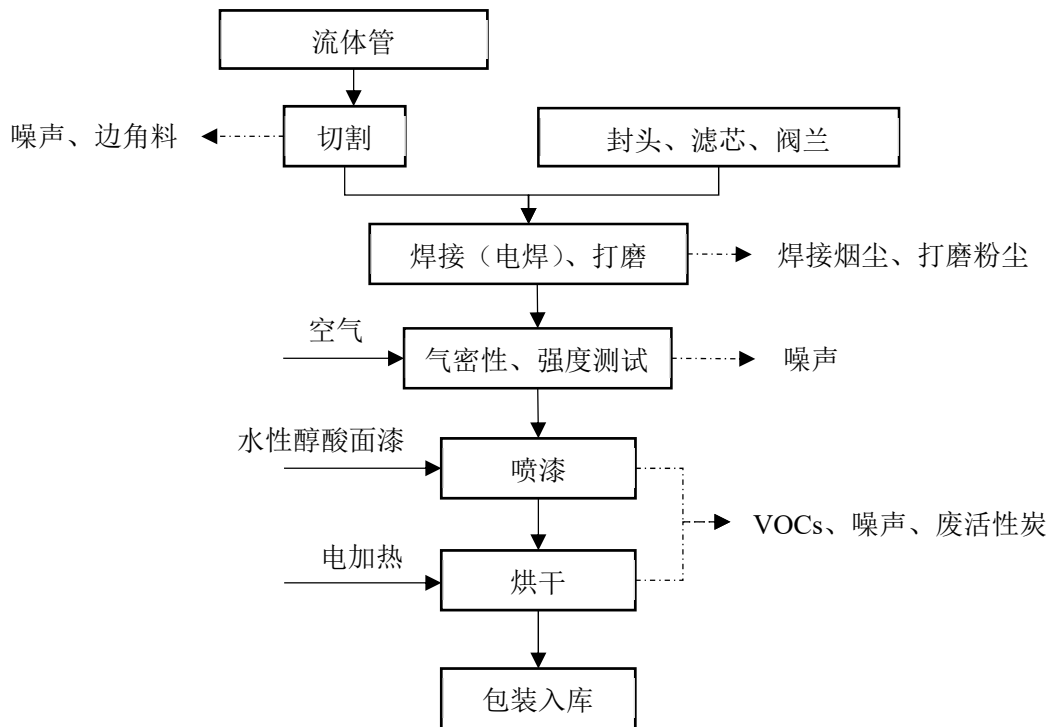 流体管
噪声、边角料
切割
封头、滤芯、阀兰
焊接（电焊）、打磨
焊接烟尘、打磨粉尘
空气
气密性、强度测试
噪声
水性醇酸面漆
喷漆
VOCs、噪声、废活性炭
电加热
烘干
包装入库